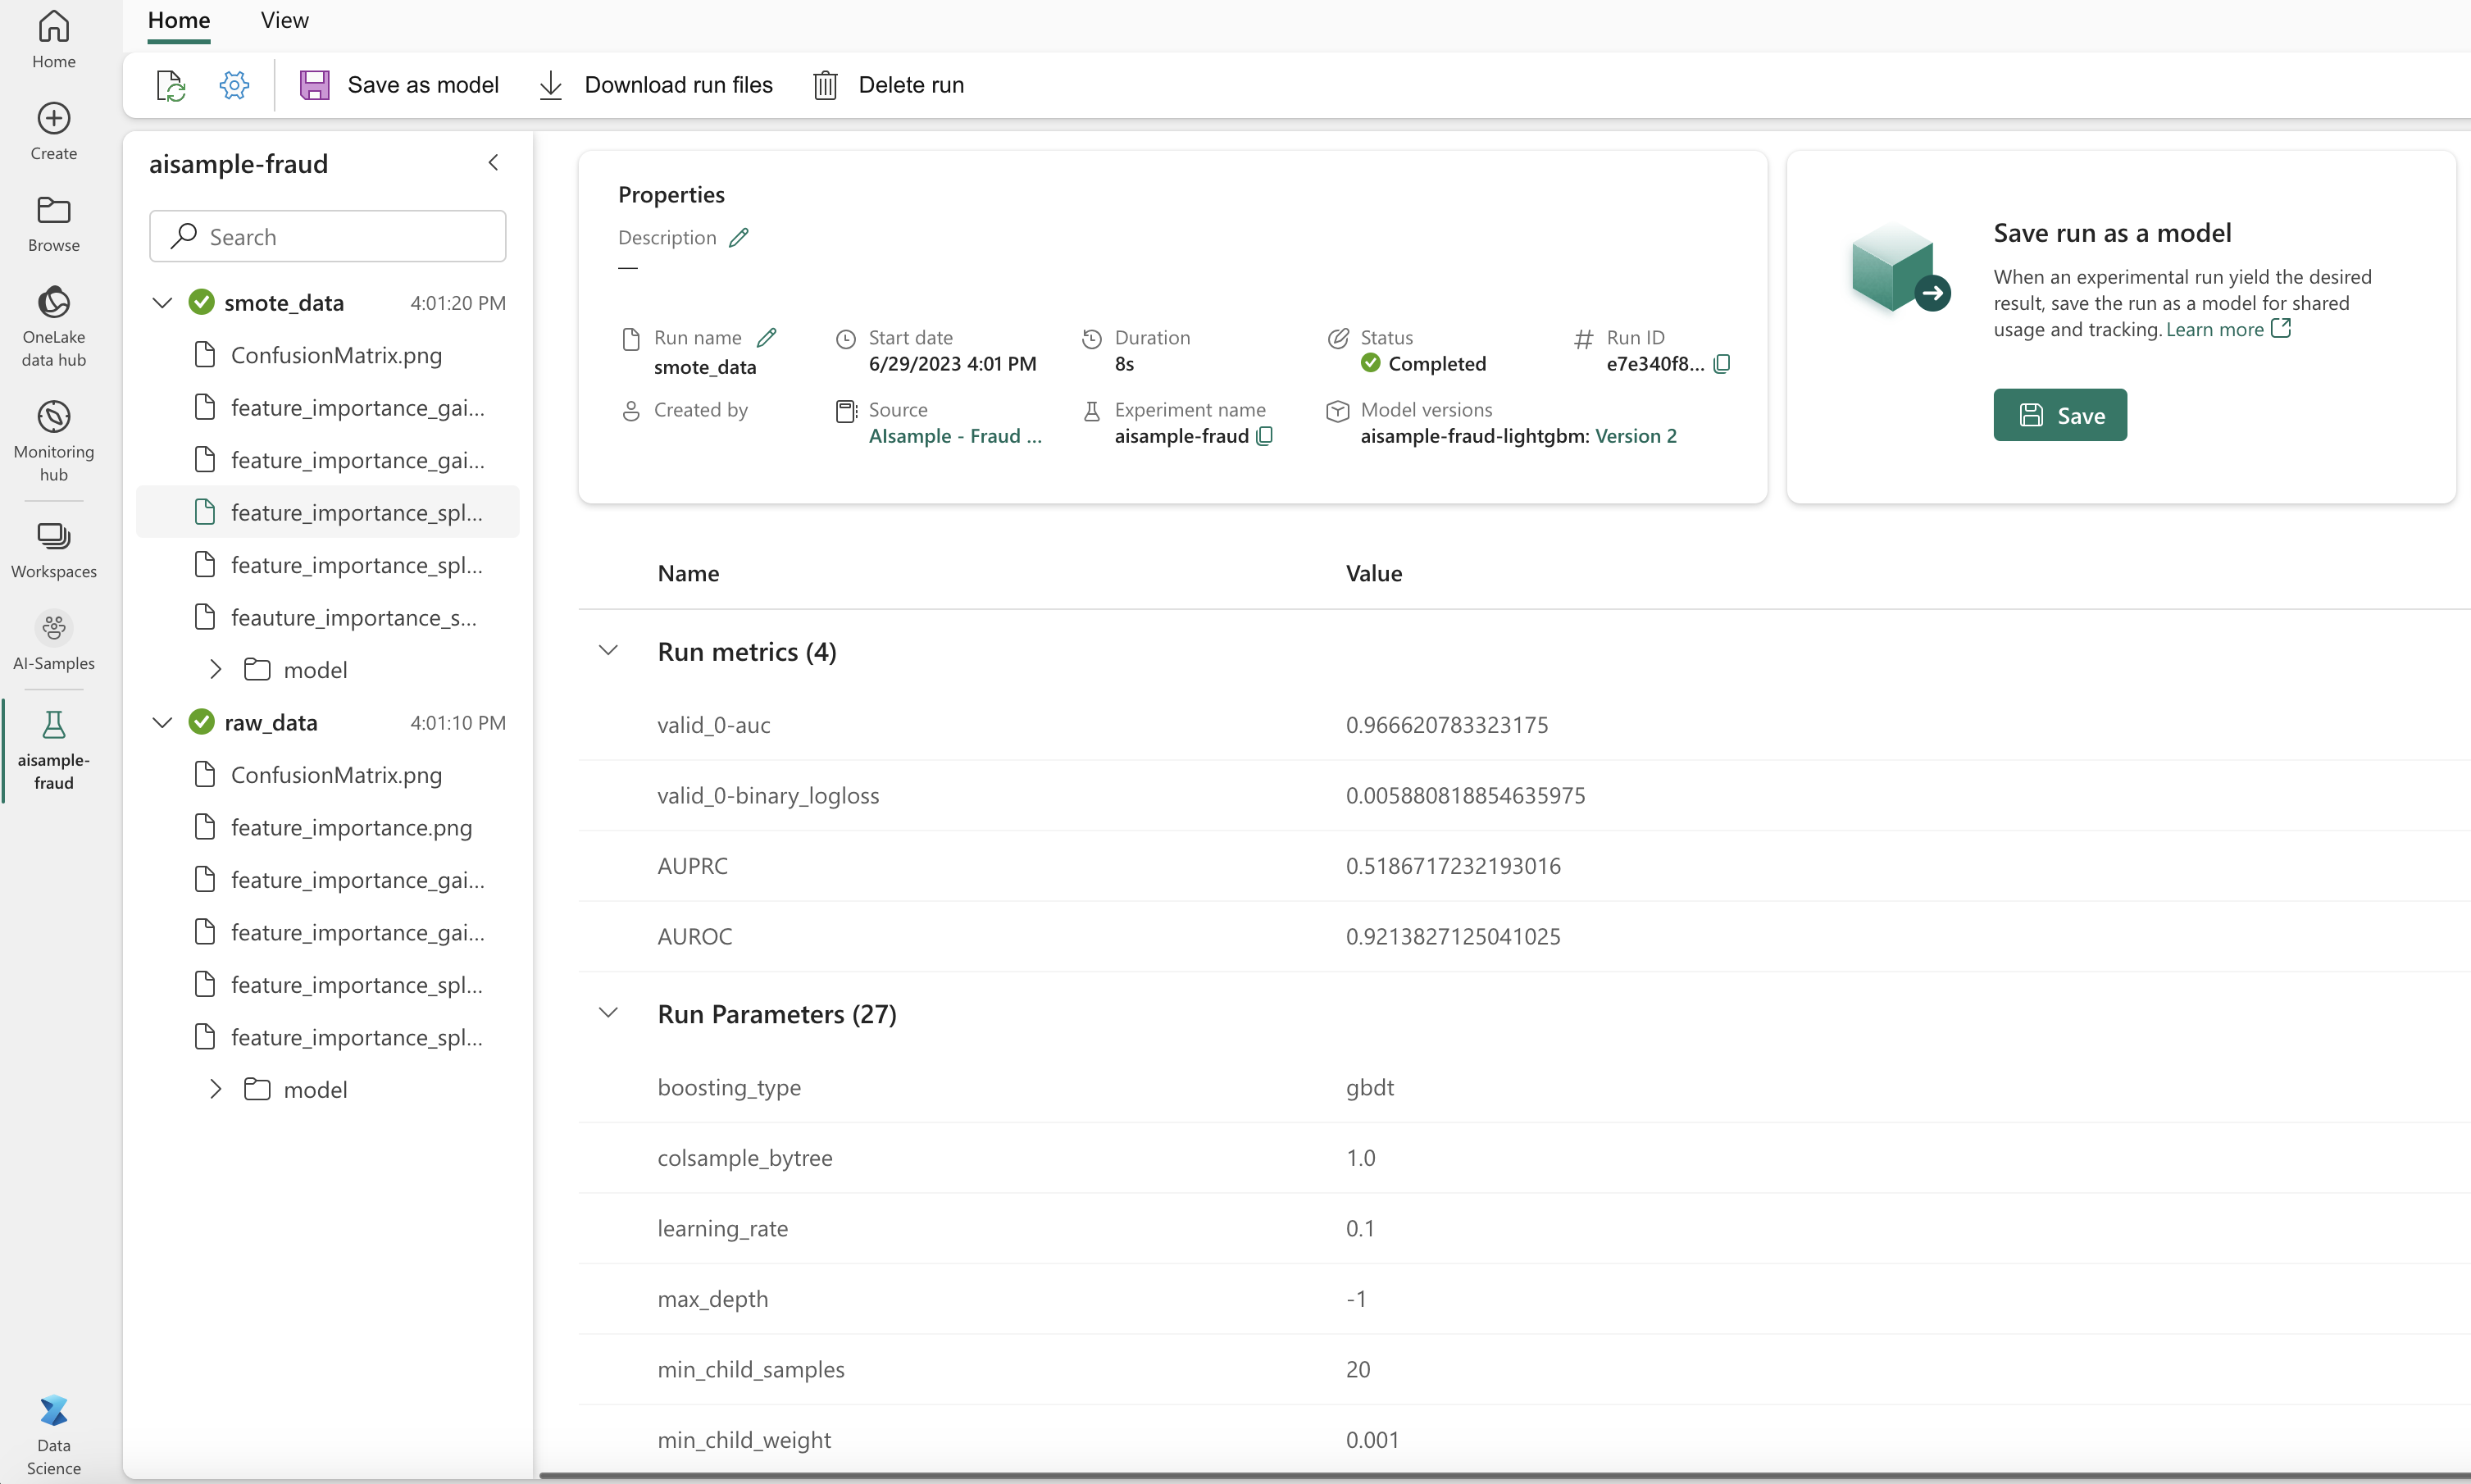 Home
View
Save as model
Download run files
Delete run
Home
Create
Browse
OneLake
data hub
Monitoring
hub
Workspaces
AI-Samples
aisample-
fraud
Data
Science
aisample-fraud
Search
smote_data 4:01:20 PM
ConfusionMatrix.png
feature_importance_gai...
feature_importance_gai...
feature_importance_spl...
feature_importance_spl...
feauture_importance_s...
model
raw_data 4:01:10 PM
ConfusionMatrix.png
feature_importance.png
feature_importance_gai...
feature_importance_gai...
feature_importance_spl...
feature_importance_spl...
model
Properties
Description
—
Run name
smote_data
Start date
6/29/2023 4:01 PM
Duration
8s
Status
Completed
Run ID
e7e340f8...
Created by
Source
AIsample - Fraud ...
Experiment name
aisample-fraud
Model versions
aisample-fraud-lightgbm: Version 2
Save run as a model
When an experimental run yield the desired
result, save the run as a model for shared
usage and tracking. Learn more
Save
Name Value
Run metrics (4)
valid_0-auc 0.966620783323175
valid_0-binary_logloss 0.005880818854635975
AUPRC 0.5186717232193016
AUROC 0.9213827125041025
Run Parameters (27)
boosting_type gbdt
colsample_bytree 1.0
learning_rate 0.1
max_depth -1
min_child_samples 20
min_child_weight 0.001